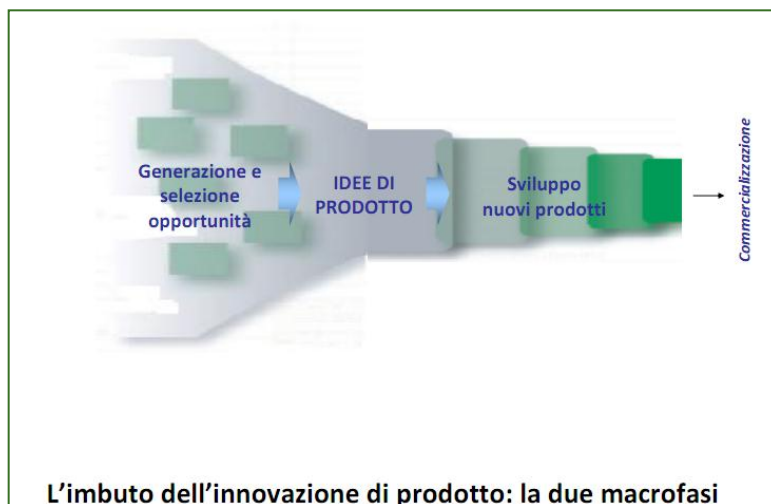 Generazione e
selezione
opportunità
IDEE DI
PRODOTTO
Sviluppo
nuovi prodotti
Commercializzazione
L'imbuto dell'innovazione di prodotto: la due macrofasi